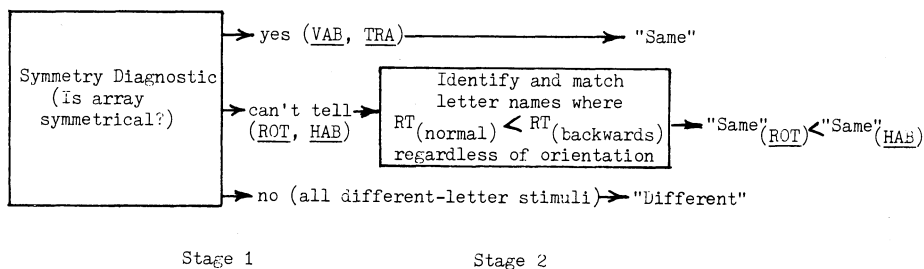 yes (VAB, TRA) "Same"
Symmetry Diagnostic
(Is array
symmetrical?)
can't tell
(ROT, HAB)
Identify and match
letter names where
RT(normal) < RT(backwards)
regardless of orientation
"Same"(ROT) < "Same"(HAB)
no (all different-letter stimuli) "Different"
Stage 1 Stage 2